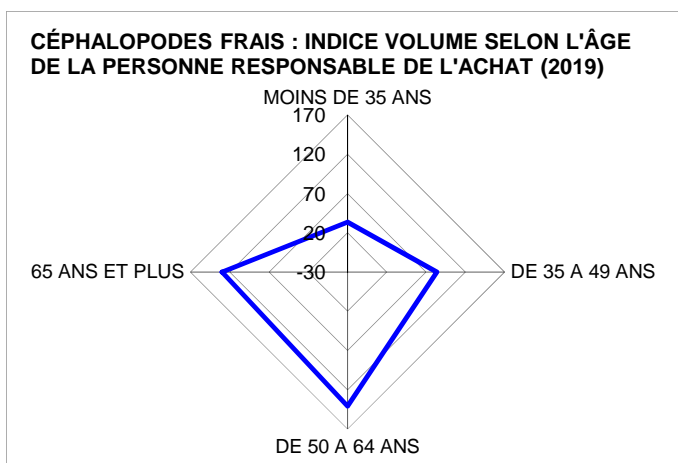 CÉPHALOPODES FRAIS : INDICE VOLUME SELON L'ÂGE
DE LA PERSONNE RESPONSABLE DE L'ACHAT (2019)
MOINS DE 35 ANS
170
120
70
20
-30
65 ANS ET PLUS
DE 35 A 49 ANS
DE 50 A 64 ANS